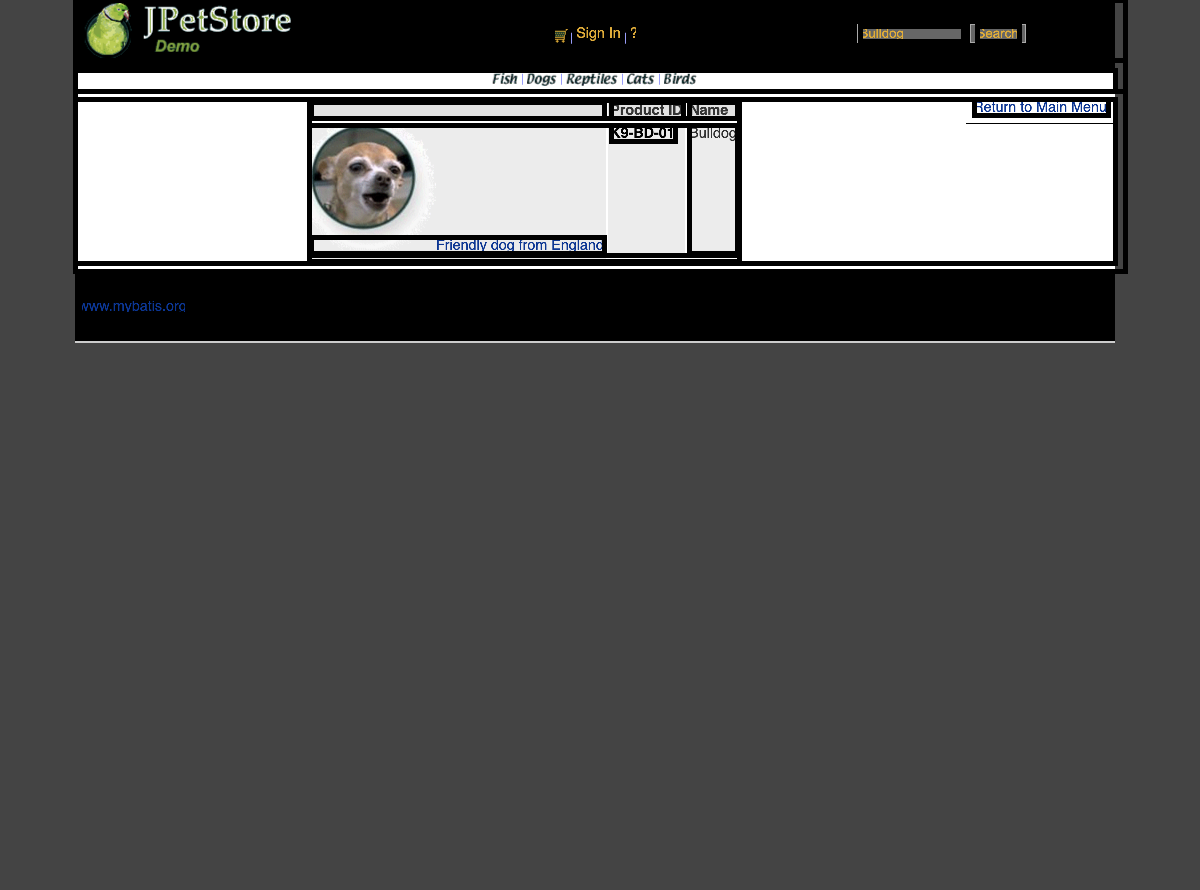 JPetStore
Demo
Sign In | ?
Bulldog Search
Fish | Dogs | Reptiles | Cats | Birds
Return to Main Menu
Product ID Name
K9-BD-01 Bulldog
Friendly dog from England
www.mybatis.org